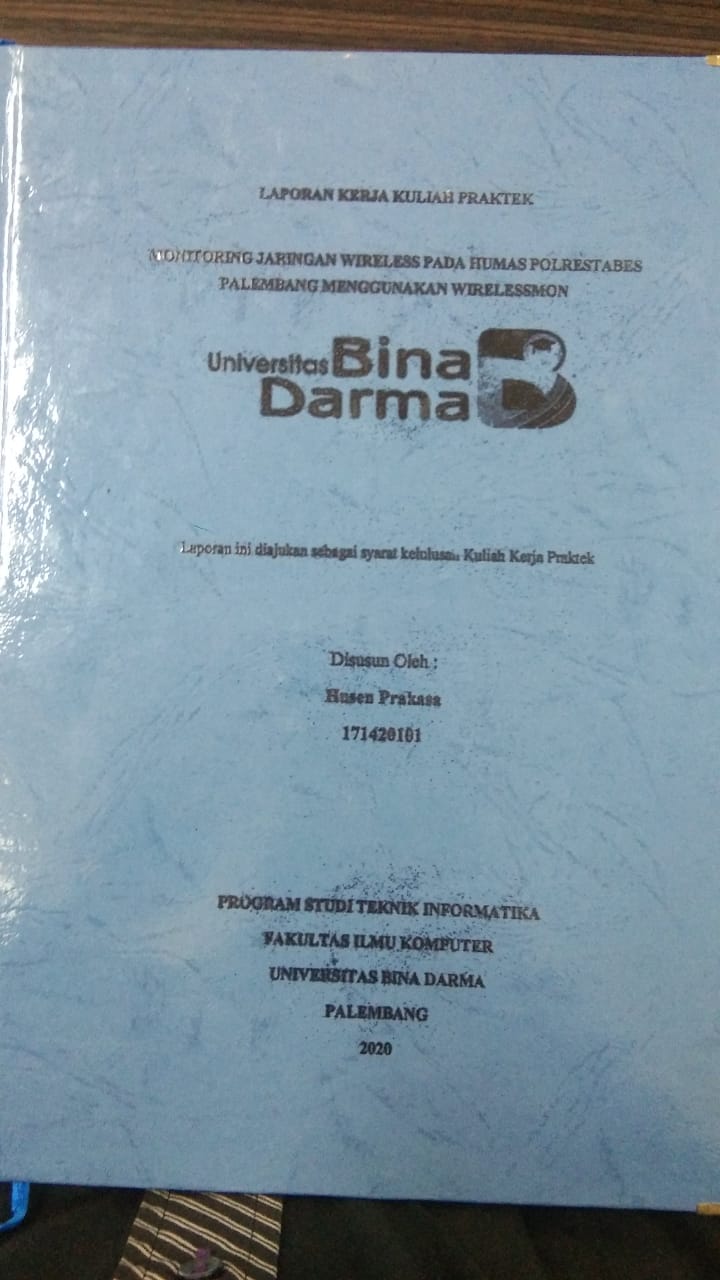 LAPORAN KERJA KULIAH PRAKTEK
MONITORING JARINGAN WIRELESS PADA HUMAS POLRESTABES
PALEMBANG MENGGUNAKAN WIRELESSMON
Universitas Bina
Darma
Laporan ini diajukan sebagai syarat kelulusan Kuliah Kerja Praktek
Disusun Oleh :
Husen Prakasa
171420101
PROGRAM STUDI TEKNIK INFORMATIKA
FAKULTAS ILMU KOMPUTER
UNIVERSITAS BINA DARMA
PALEMBANG
2020